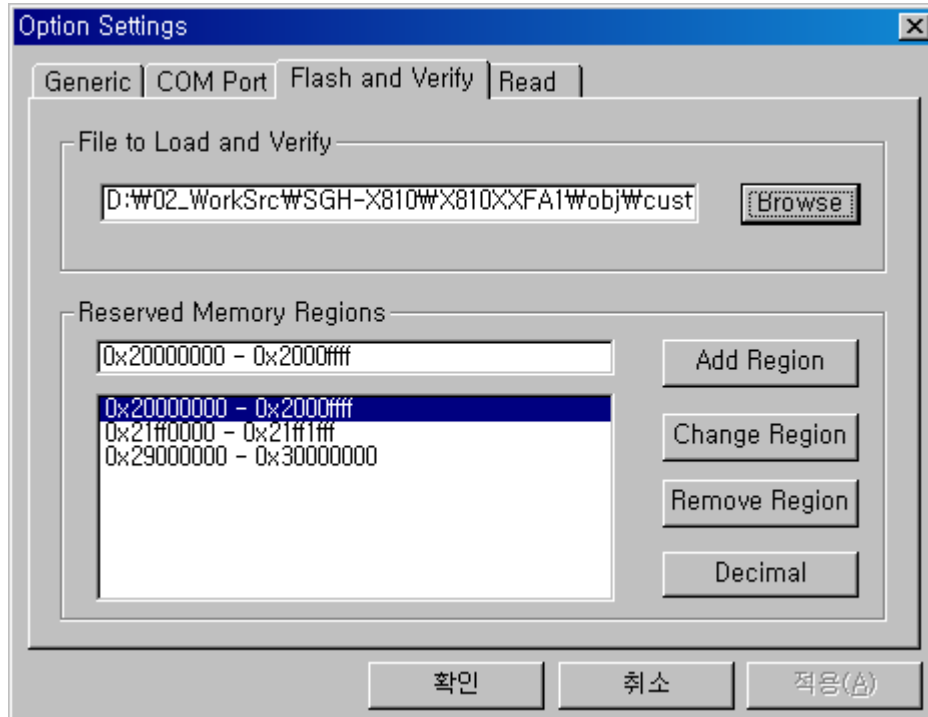 Option Settings
Generic COM Port Flash and Verify Read
File to Load and Verify
D:₩02_WorkSrc₩SGH-X810₩X810XXFA1₩obj₩cust
Browse
Reserved Memory Regions
0x20000000 - 0x2000ffff
Add Region
0x20000000 - 0x2000ffff
0x21ff0000 - 0x21ff1fff
0x29000000 - 0x30000000
Change Region
Remove Region
Decimal
확인 취소 적용(A)